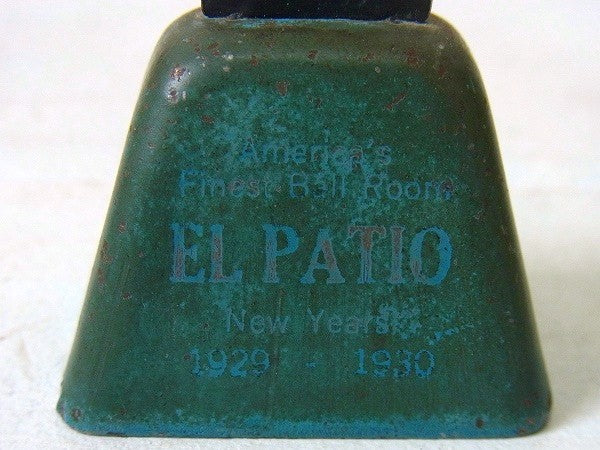 America's
Finest Ball Room
EL PATIO
New Years
1929 - 1930